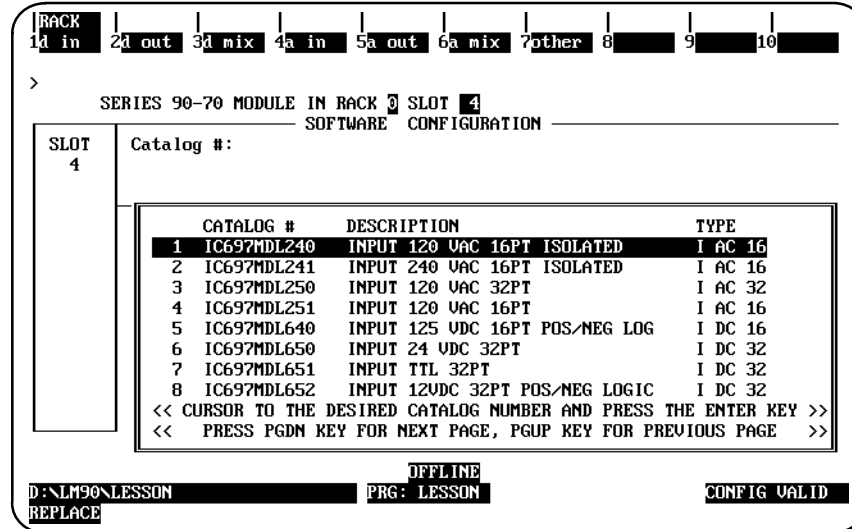 RACK
1d in 2d out 3d mix 4a in 5a out 6a mix 7other 8 9 10
>
SERIES 90-70 MODULE IN RACK 0 SLOT 4
SOFTWARE CONFIGURATION
SLOT Catalog #:
4
CATALOG # DESCRIPTION TYPE
1 IC697MDL240 INPUT 120 VAC 16PT ISOLATED I AC 16
2 IC697MDL241 INPUT 240 VAC 16PT ISOLATED I AC 16
3 IC697MDL250 INPUT 120 VAC 32PT I AC 32
4 IC697MDL251 INPUT 120 VAC 16PT I AC 16
5 IC697MDL640 INPUT 125 VDC 16PT POS/NEG LOG I DC 16
6 IC697MDL650 INPUT 24 VDC 32PT I DC 32
7 IC697MDL651 INPUT TTL 32PT I DC 32
8 IC697MDL652 INPUT 12VDC 32PT POS/NEG LOGIC I DC 32
<< CURSOR TO THE DESIRED CATALOG NUMBER AND PRESS THE ENTER KEY >>
<< PRESS PGDN KEY FOR NEXT PAGE, PGUP KEY FOR PREVIOUS PAGE >>
OFFLINE
D:\LM90\LESSON PRG: LESSON CONFIG VALID
REPLACE